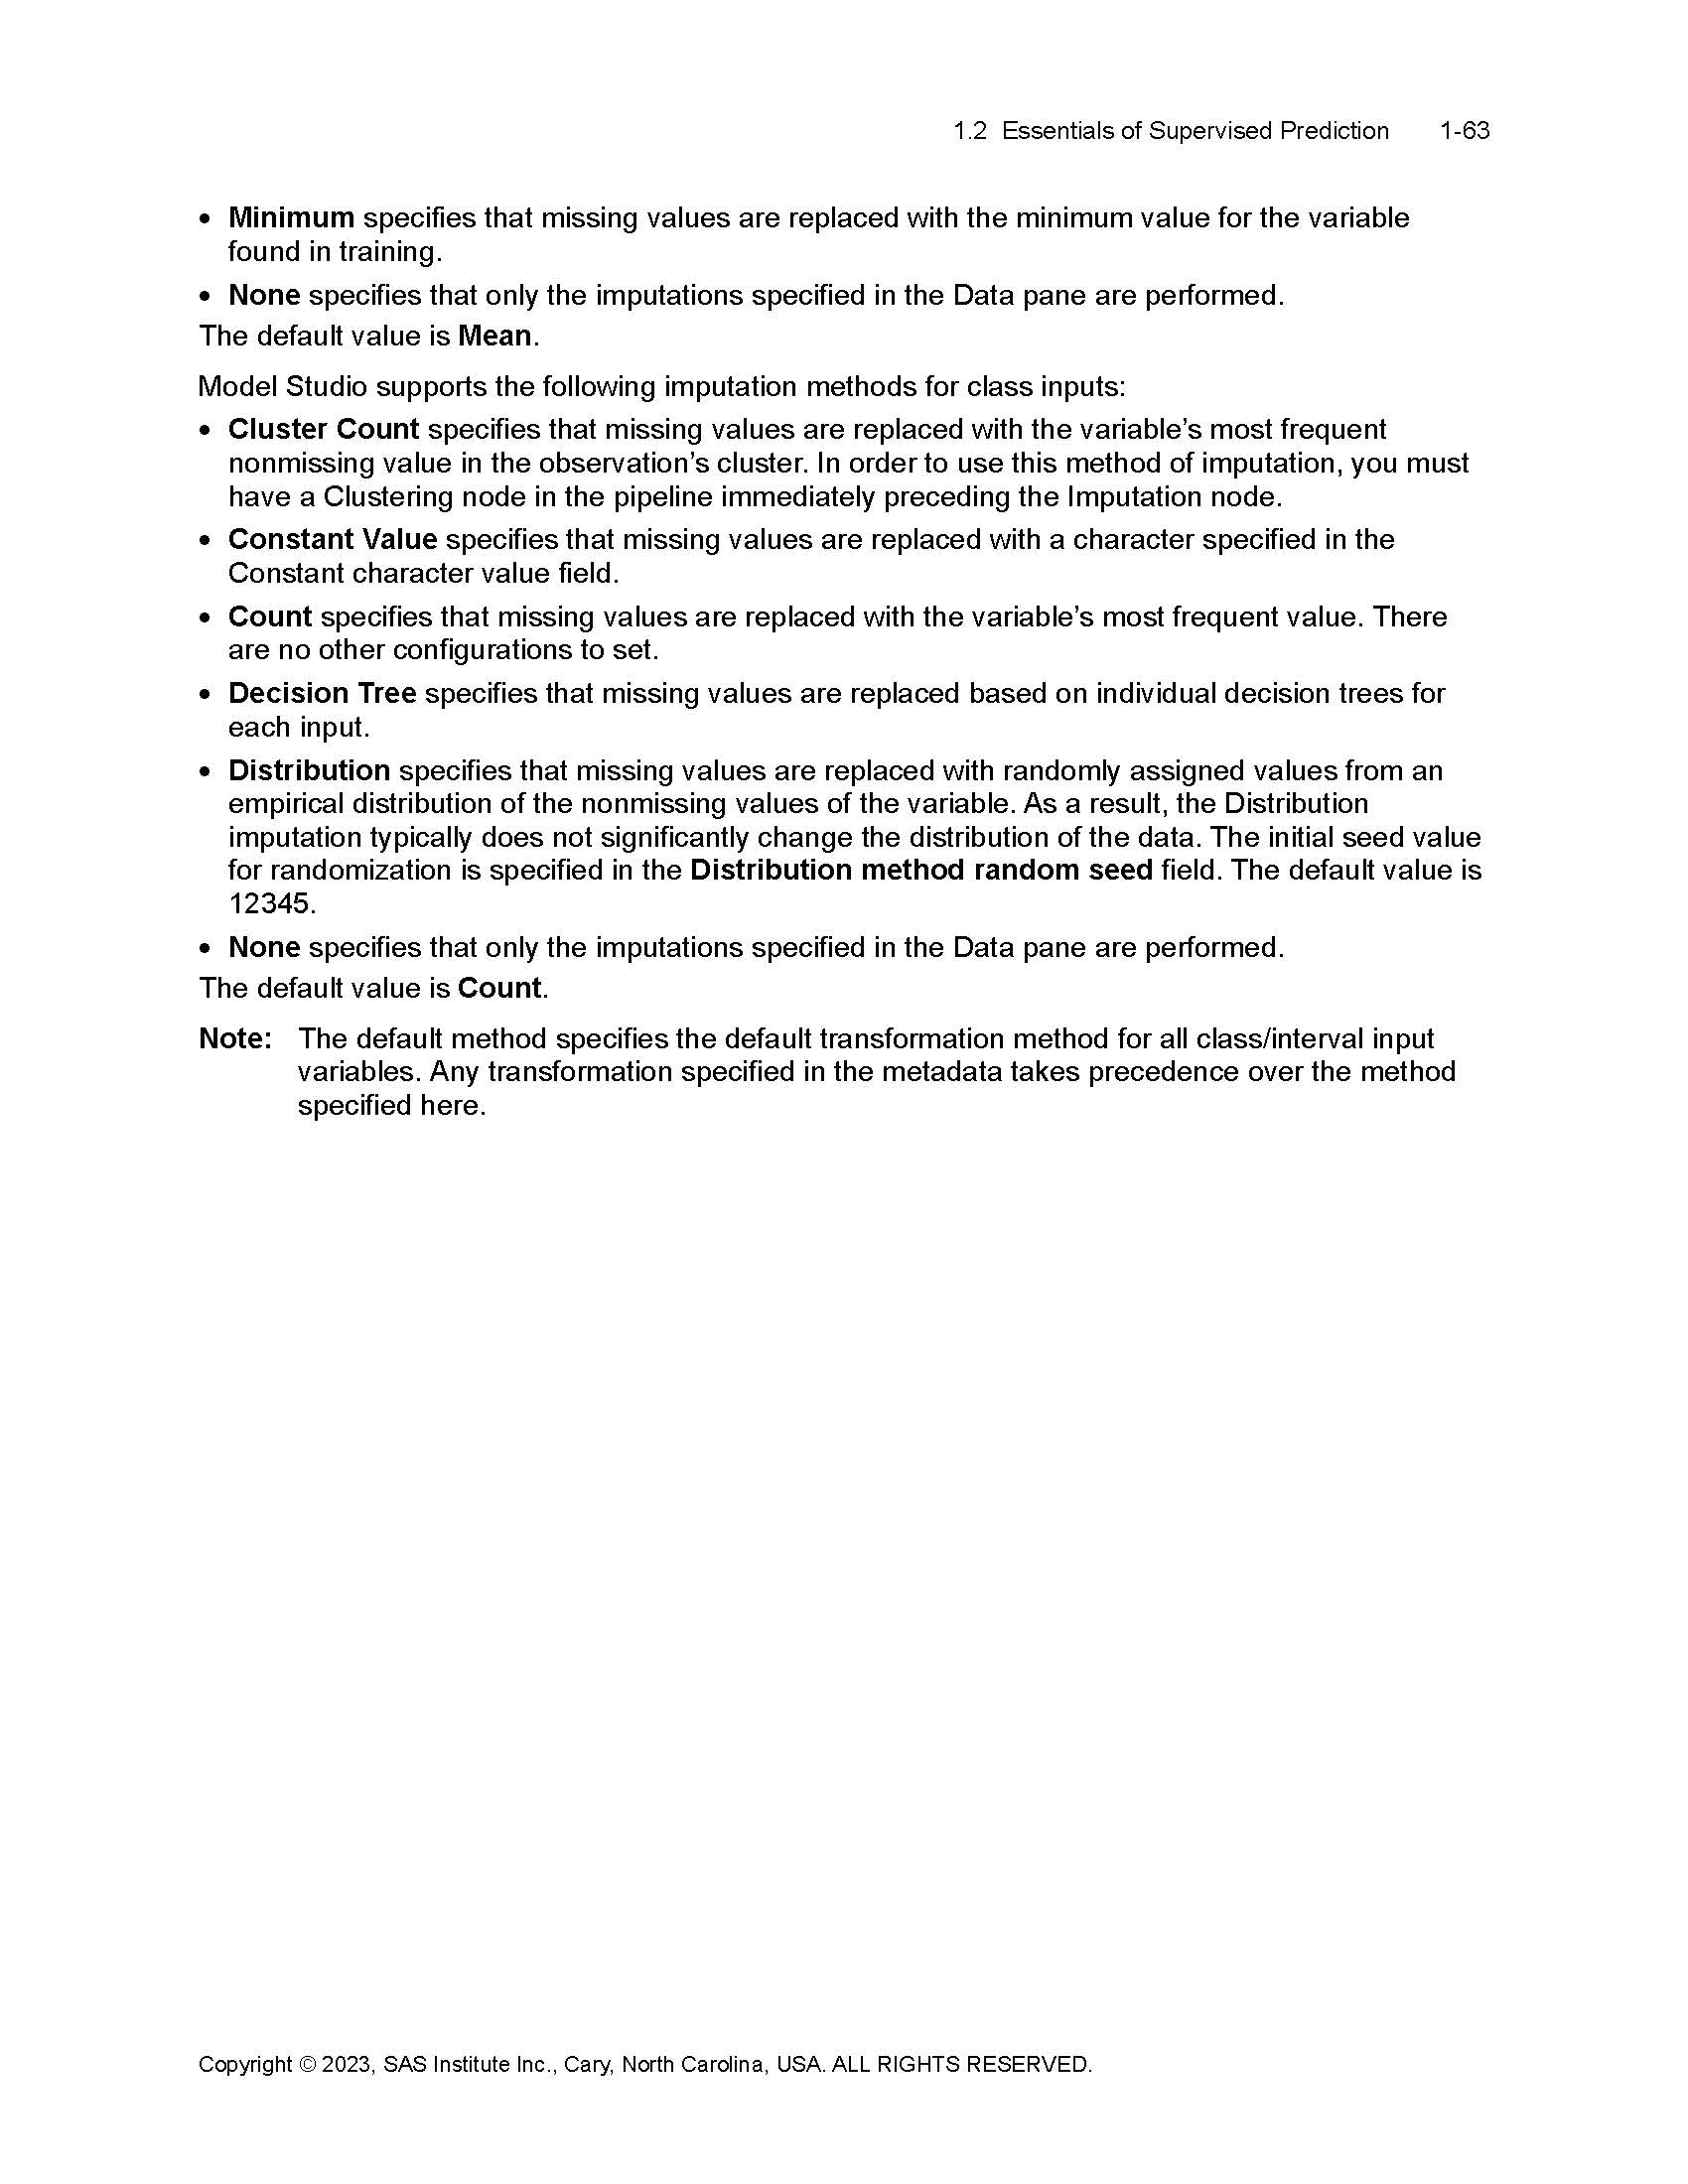 1.2 Essentials of Supervised Prediction 1-63
• Minimum specifies that missing values are replaced with the minimum value for the variable
found in training.
• None specifies that only the imputations specified in the Data pane are performed.
The default value is Mean.
Model Studio supports the following imputation methods for class inputs:
• Cluster Count specifies that missing values are replaced with the variable’s most frequent
nonmissing value in the observation’s cluster. In order to use this method of imputation, you must
have a Clustering node in the pipeline immediately preceding the Imputation node.
• Constant Value specifies that missing values are replaced with a character specified in the
Constant character value field.
• Count specifies that missing values are replaced with the variable’s most frequent value. There
are no other configurations to set.
• Decision Tree specifies that missing values are replaced based on individual decision trees for
each input.
• Distribution specifies that missing values are replaced with randomly assigned values from an
empirical distribution of the nonmissing values of the variable. As a result, the Distribution
imputation typically does not significantly change the distribution of the data. The initial seed value
for randomization is specified in the Distribution method random seed field. The default value is
12345.
• None specifies that only the imputations specified in the Data pane are performed.
The default value is Count.
Note: The default method specifies the default transformation method for all class/interval input
variables. Any transformation specified in the metadata takes precedence over the method
specified here.
Copyright © 2023, SAS Institute Inc., Cary, North Carolina, USA. ALL RIGHTS RESERVED.